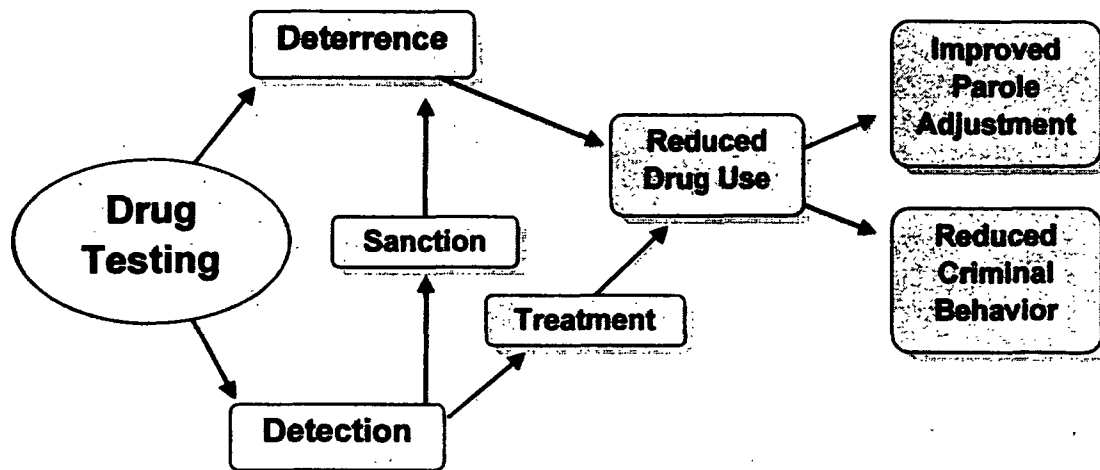 Deterrence
Improved
Parole
Adjustment
Reduced
Drug Use
Drug
Testing
Sanction
Reduced
Criminal
Behavior
Treatment
Detection